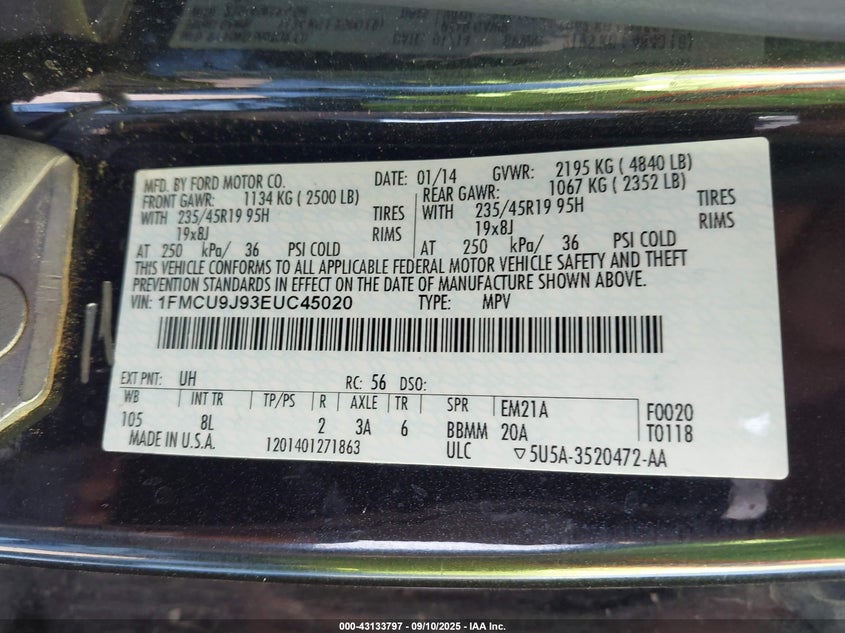 MFD. BY FORD MOTOR CO. DATE: 01/14 GVWR: 2195 KG ( 4840 LB)
FRONT GAWR: 1134 KG ( 2500 LB) REAR GAWR: 1067 KG ( 2352 LB)
WITH 235/45R19 95H TIRES WITH 235/45R19 95H TIRES
19x8J RIMS 19x8J RIMS
AT 250 kPa/ 36 PSI COLD AT 250 kPa/ 36 PSI COLD
THIS VEHICLE CONFORMS TO ALL APPLICABLE FEDERAL MOTOR VEHICLE SAFETY AND THEFT
PREVENTION STANDARDS IN EFFECT ON THE DATE OF MANUFACTURE SHOWN ABOVE.
VIN: 1FMCU9J93EUC45020 TYPE: MPV
EXT PNT: UH RC: 56 DSO:
WB INT TR TP/PS R AXLE TR SPR EM21A F0020
105 8L 2 3A 6 BBMM 20A T0118
MADE IN U.S.A. 1201401271863 ULC ▽5U5A-3520472-AA
000-43133797 - 09/10/2025 - IAA Inc.